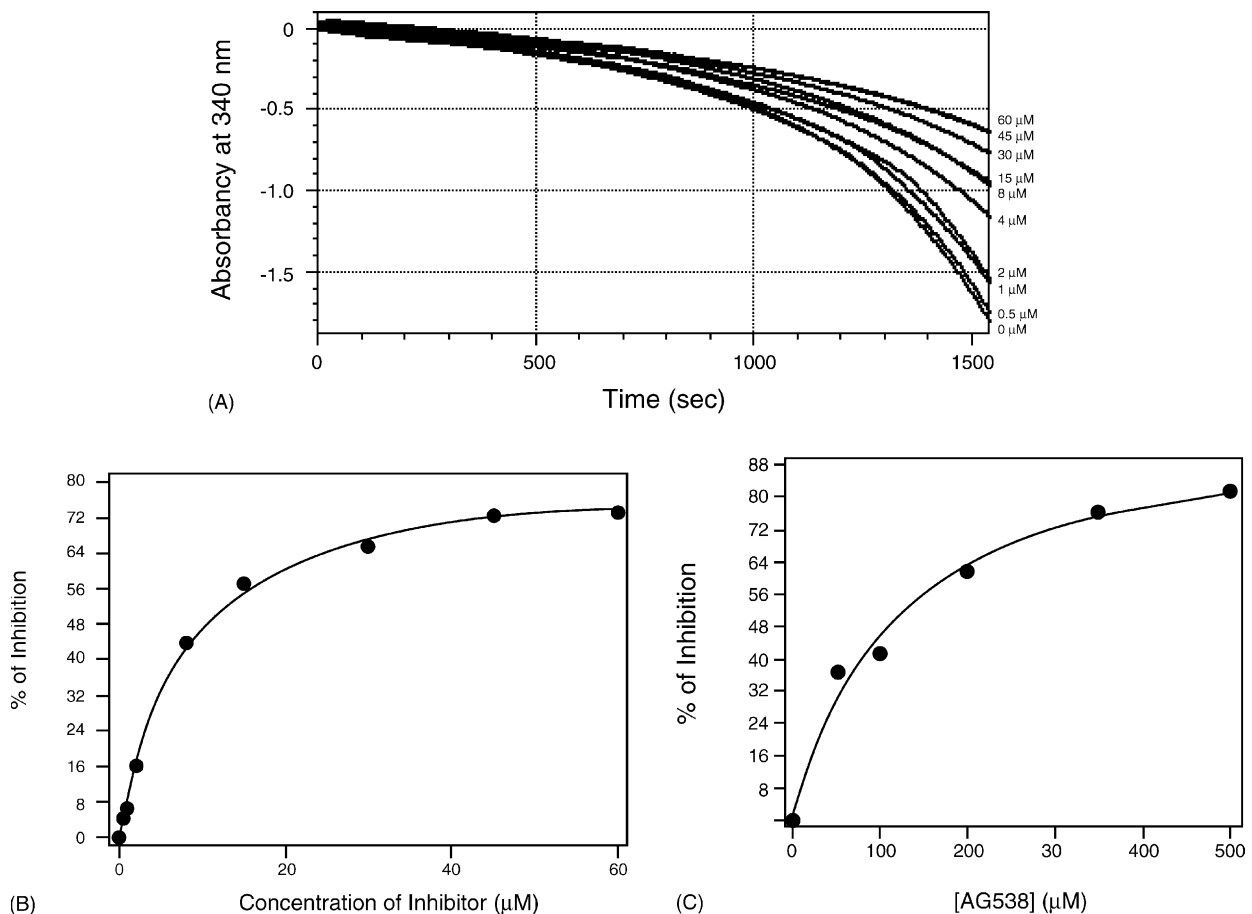 0
-0.5
-1.0
-1.5
Absorbancy at 340 nm
60 µM
45 µM
30 µM
15 µM
8 µM
4 µM
2 µM
1 µM
0.5 µM
0 µM
0
500
1000
1500
Time (sec)
(A)
80
72
64
56
48
40
32
24
16
8
0
% of Inhibition
0
20
40
60
Concentration of Inhibitor (µM)
(B)
88
80
72
64
56
48
40
32
24
16
8
% of Inhibition
0
100
200
30
400
500
[AG538] (µM)
(C)